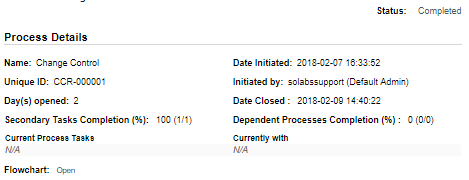 Status: Completed
Process Details
Name: Change Control Date Initiated: 2018-02-07 16:33:52
Unique ID: CCR-000001 Initiated by: solabssupport (Default Admin)
Day(s) opened: 2 Date Closed : 2018-02-09 14:40:22
Secondary Tasks Completion (%): 100 (1/1) Dependent Processes Completion (%) : 0 (0/0)
Current Process Tasks Currently with
N/A N/A
Flowchart: Open